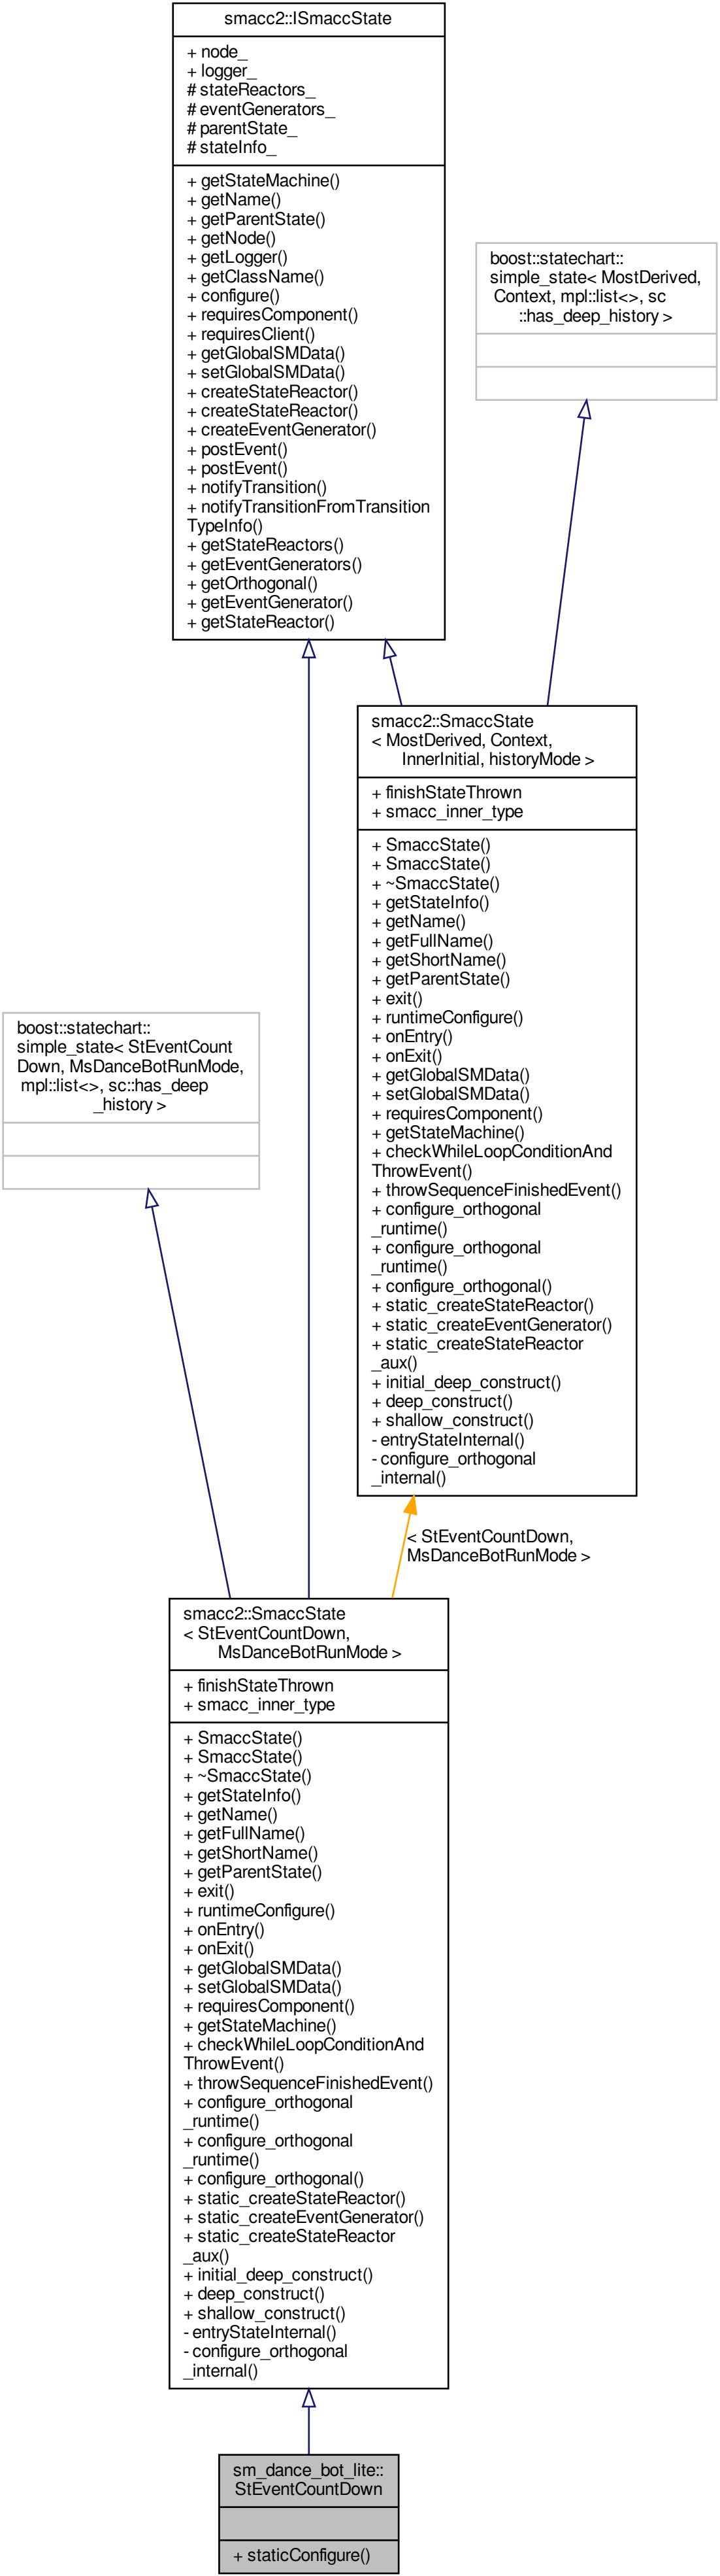 smacc2::ISmaccState
+ node_
+ logger_
# stateReactors_
# eventGenerators_
# parentState_
# stateInfo_
+ getStateMachine()
+ getName()
+ getParentState()
+ getNode()
+ getLogger()
+ getClassName()
+ configure()
+ requiresComponent()
+ requiresClient()
+ getGlobalSMData()
+ setGlobalSMData()
+ createStateReactor()
+ createStateReactor()
+ createEventGenerator()
+ postEvent()
+ postEvent()
+ notifyTransition()
+ notifyTransitionFromTransition
TypeInfo()
+ getStateReactors()
+ getEventGenerators()
+ getOrthogonal()
+ getEventGenerator()
+ getStateReactor()
boost::statechart::
simple_state< MostDerived,
Context, mpl::list<>, sc
::has_deep_history >
smacc2::SmaccState
< MostDerived, Context,
InnerInitial, historyMode >
+ finishStateThrown
+ smacc_inner_type
+ SmaccState()
+ SmaccState()
+ ~SmaccState()
+ getStateInfo()
+ getName()
+ getFullName()
+ getShortName()
+ getParentState()
+ exit()
+ runtimeConfigure()
+ onEntry()
+ onExit()
+ getGlobalSMData()
+ setGlobalSMData()
+ requiresComponent()
+ getStateMachine()
+ checkWhileLoopConditionAnd
ThrowEvent()
+ throwSequenceFinishedEvent()
+ configure_orthogonal
_runtime()
+ configure_orthogonal
_runtime()
+ configure_orthogonal()
+ static_createStateReactor()
+ static_createEventGenerator()
+ static_createStateReactor
_aux()
+ initial_deep_construct()
+ deep_construct()
+ shallow_construct()
- entryStateInternal()
- configure_orthogonal
_internal()
boost::statechart::
simple_state< StEventCount
Down, MsDanceBotRunMode,
mpl::list<>, sc::has_deep
_history >
< StEventCountDown,
MsDanceBotRunMode >
smacc2::SmaccState
< StEventCountDown,
MsDanceBotRunMode >
+ finishStateThrown
+ smacc_inner_type
+ SmaccState()
+ SmaccState()
+ ~SmaccState()
+ getStateInfo()
+ getName()
+ getFullName()
+ getShortName()
+ getParentState()
+ exit()
+ runtimeConfigure()
+ onEntry()
+ onExit()
+ getGlobalSMData()
+ setGlobalSMData()
+ requiresComponent()
+ getStateMachine()
+ checkWhileLoopConditionAnd
ThrowEvent()
+ throwSequenceFinishedEvent()
+ configure_orthogonal
_runtime()
+ configure_orthogonal
_runtime()
+ configure_orthogonal()
+ static_createStateReactor()
+ static_createEventGenerator()
+ static_createStateReactor
_aux()
+ initial_deep_construct()
+ deep_construct()
+ shallow_construct()
- entryStateInternal()
- configure_orthogonal
_internal()
sm_dance_bot_lite::
StEventCountDown
+ staticConfigure()